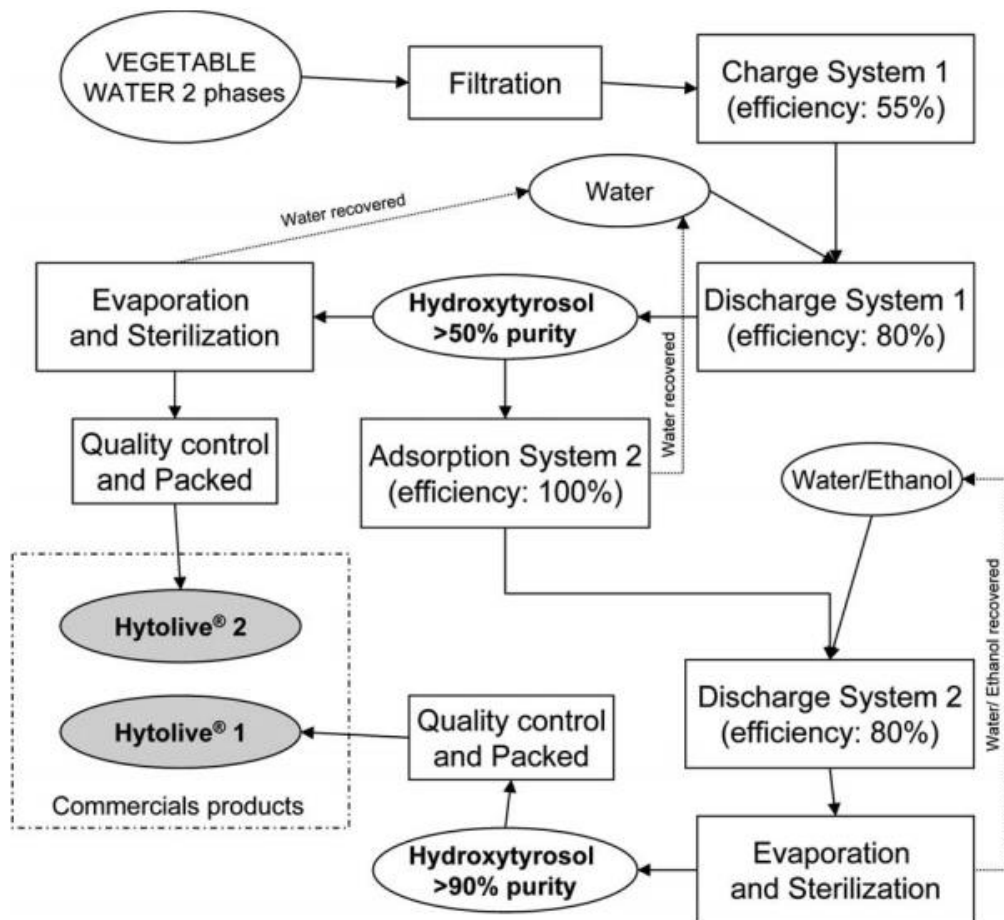 VEGETABLE
WATER 2 phases
Filtration
Charge System 1
(efficiency: 55%)
Water recovered
Water
Evaporation
and Sterilization
Hydroxytyrosol
>50% purity
Discharge System 1
(efficiency: 80%)
Water recovered
Quality control
and Packed
Adsorption System 2
(efficiency: 100%)
Water/Ethanol
Hytolive® 2
Hytolive® 1
Commercials products
Quality control
and Packed
Discharge System 2
(efficiency: 80%)
Water/ Ethanol recovered
Hydroxytyrosol
>90% purity
Evaporation
and Sterilization